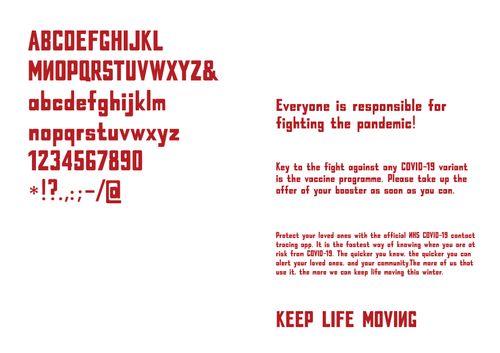 ABCDEFGHIJKL
MNOPQRSTUVWXYZ&
abcdefghijklm
nopqrstuvwxyz
1234567890
*!?.,:;-/@
Everyone is responsible for
fighting the pandemic!
Key to the fight against any COVID-19 variant
is the vaccine programme. Please take up the
offer of your booster as soon as you can.
Protect your loved ones with the official NHS COVID-19 contact
tracing app. It is the fastest way of knowing when you are at
risk from COVID-19. The quicker you know, the quicker you can
alert your loved ones, and your community.The more of us that
use it, the more we can keep life moving this winter.
KEEP LIFE MOVING